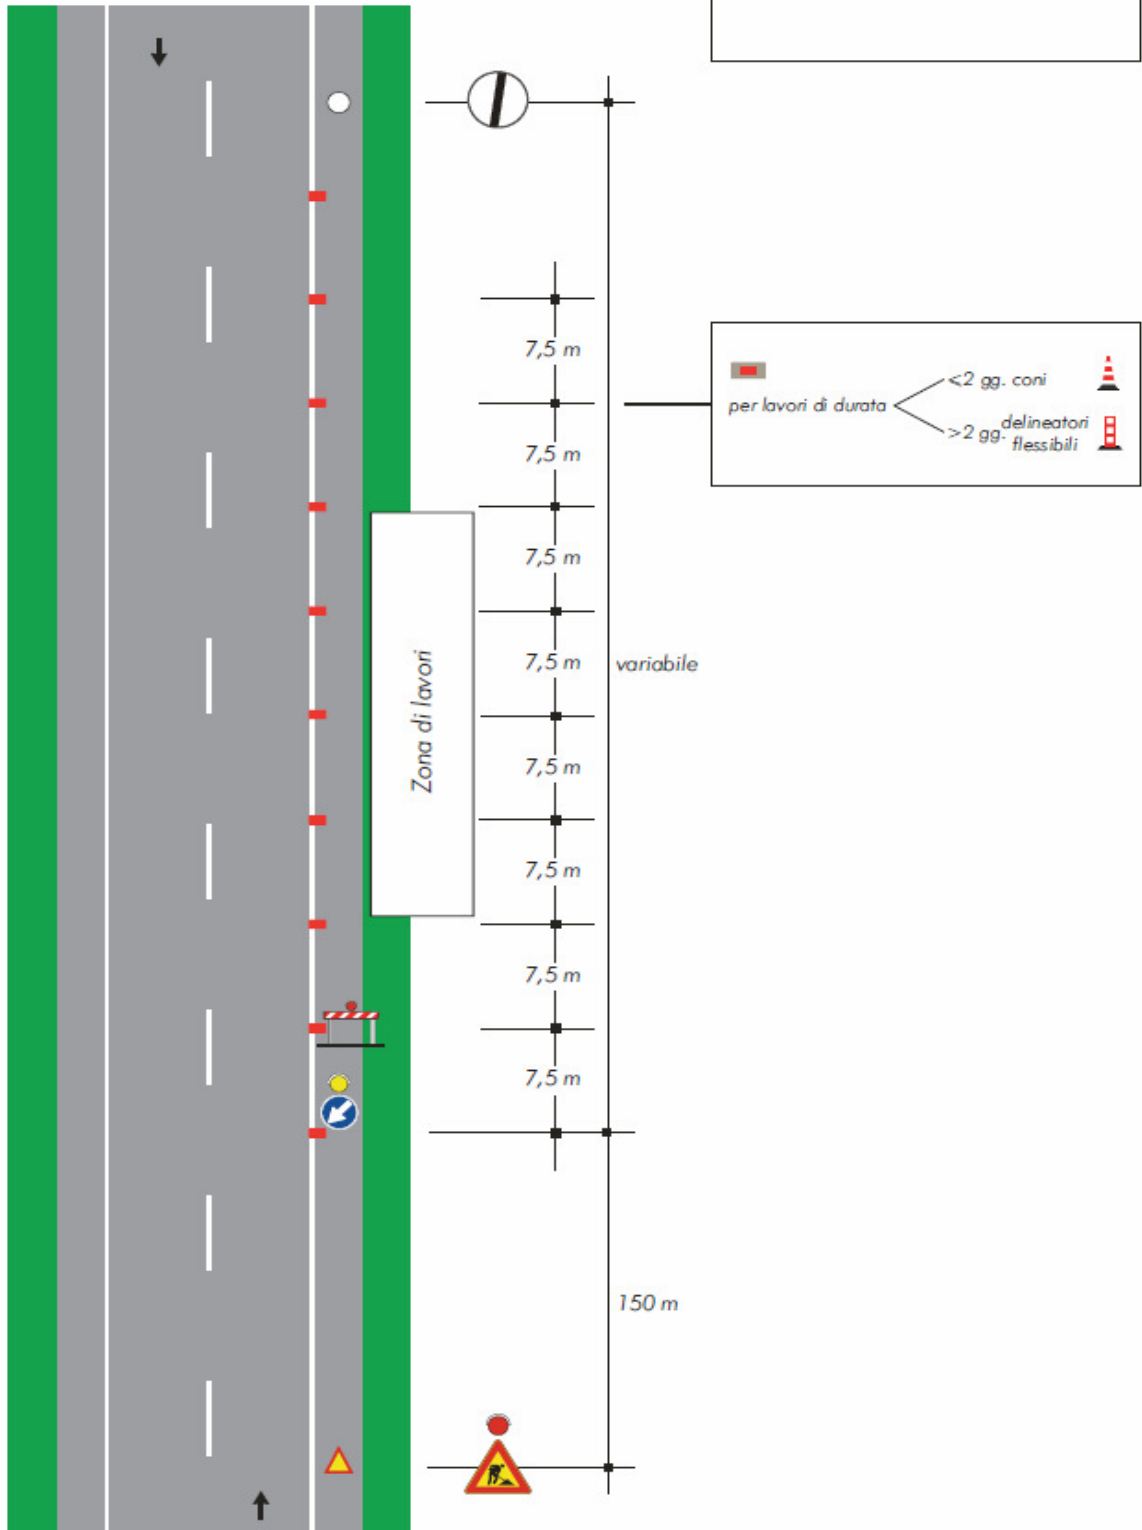 7,5 m
<2 gg. coni
per lavori di durata
>2 gg. delineatori
flessibili
7,5 m
7,5 m
7,5 m
variabile
Zona di lavori
7,5 m
7,5 m
7,5 m
7,5 m
150 m